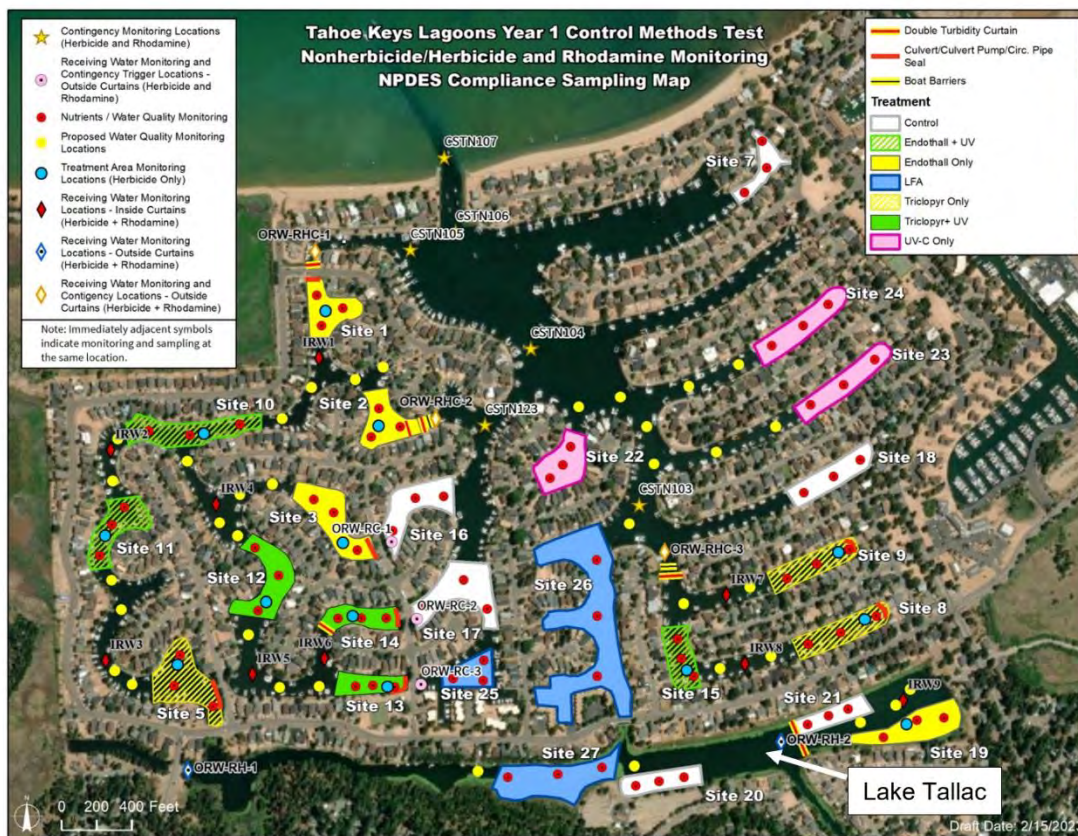 Tahoe Keys Lagoons Year 1 Control Methods Test
Nonherbicide/Herbicide and Rhodamine Monitoring
NPDES Compliance Sampling Map
Contingency Monitoring Locations
(Herbicide and Rhodamine)
Receiving Water Monitoring
and Contingency Trigger Locations -
Outside Curtains (Herbicide and
Rhodamine)
Nutrients / Water Quality Monitoring
Proposed Water Quality Monitoring
Locations
Treatment Area Monitoring
Locations (Herbicide Only)
Receiving Water Monitoring
Locations - Inside Curtains
(Herbicide + Rhodamine)
Receiving Water Monitoring
Locations - Outside Curtains
(Herbicide + Rhodamine)
Receiving Water Monitoring and
Contigency Locations - Outside
Curtains (Herbicide + Rhodamine)
Note: Immediately adjacent symbols
indicate monitoring and sampling at
the same location.
Double Turbidity Curtain
Culvert/Culvert Pump/Circ. Pipe
Seal
Boat Barriers
Treatment
Control
Endothall + UV
Endothall Only
LFA
Triclopyr Only
Triclopyr+ UV
UV-C Only
CSTN107
Site 7
CSTN106
ORW-RHC-1
CSTN105
Site 24
Site 1
CSTN104
IRW1
Site 23
Site 10
Site 2
ORW-RHC-2
CSTN123
IRW2
Site 22
Site 18
IRW4
CSTN103
Site 3
ORW-RC-1
Site 16
Site 11
ORW-RHC-3
Site 9
Site 12
Site 26
IRW7
ORW-RC-2
Site 8
Site 14
Site 17
IRW3
IRW6
IRW8
IRW5
ORW-RC-3
Site 15
Site 25
Site 13
Site 21
IRW9
Site 5
ORW-RH-2
Site 19
ORW-RH-1
Site 27
Site 20
Lake Tallac
N
0 200 400 Feet